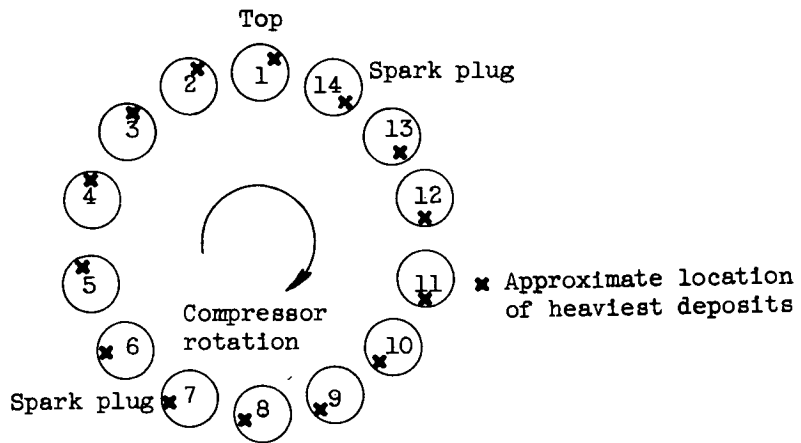 Top
1
2
14
Spark plug
3
13
4
12
5
11
✖ Approximate location
of heaviest deposits
Compressor
rotation
6
10
Spark plug
7
8
9